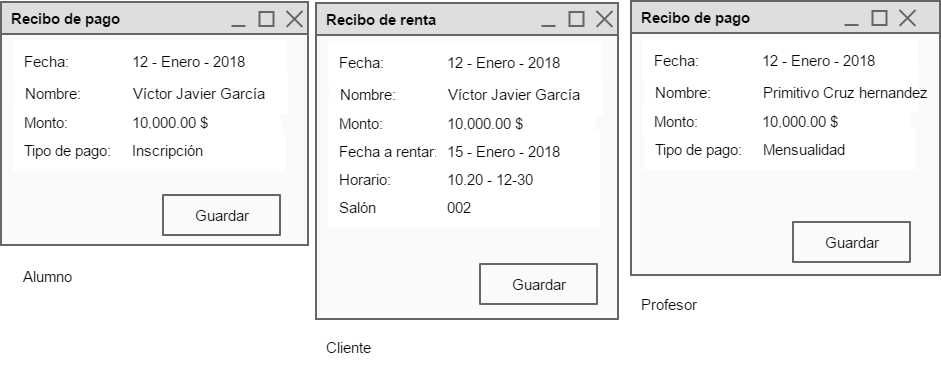 Recibo de pago
Fecha: 12 - Enero - 2018
Nombre: Víctor Javier García
Monto: 10,000.00 $
Tipo de pago: Inscripción
Guardar
Alumno
Recibo de renta
Fecha: 12 - Enero - 2018
Nombre: Víctor Javier García
Monto: 10,000.00 $
Fecha a rentar: 15 - Enero - 2018
Horario: 10.20 - 12-30
Salón 002
Guardar
Cliente
Recibo de pago
Fecha: 12 - Enero - 2018
Nombre: Primitivo Cruz hernandez
Monto: 10,000.00 $
Tipo de pago: Mensualidad
Guardar
Profesor